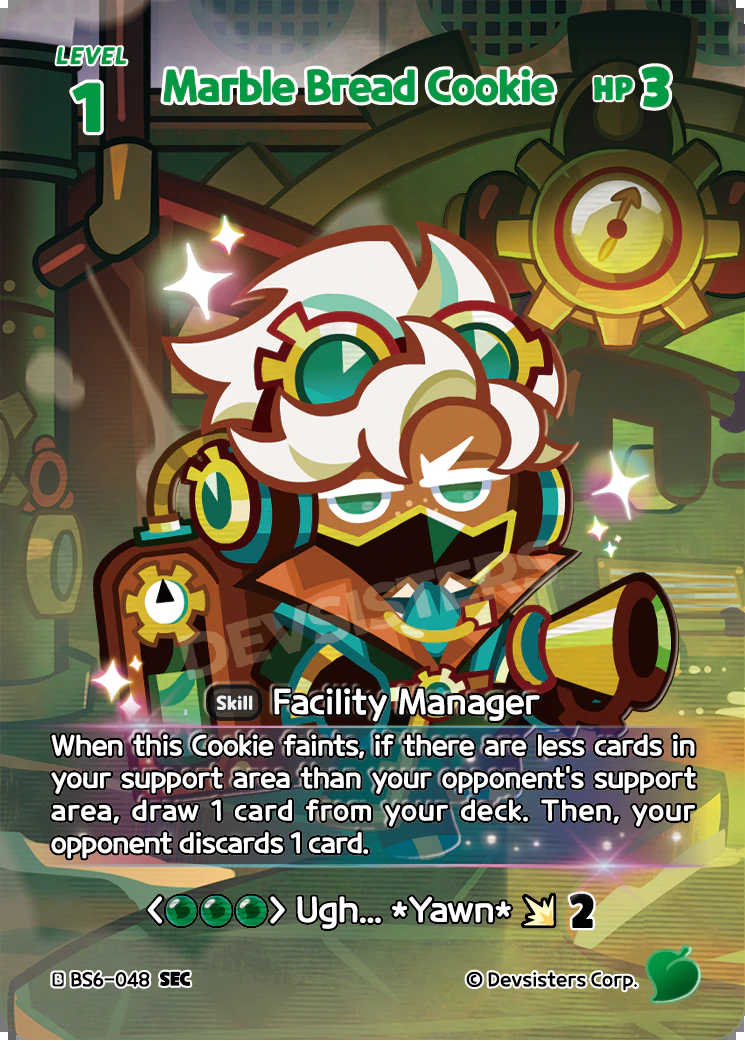 LEVEL
1
Marble Bread Cookie
HP 3
DEVSISTERS
Skill Facility Manager
When this Cookie faints, if there are less cards in
your support area than your opponent's support
area, draw 1 card from your deck. Then, your
opponent discards 1 card.
<●●●> Ugh... *Yawn* 2
B BS6-048 SEC
© Devsisters Corp.